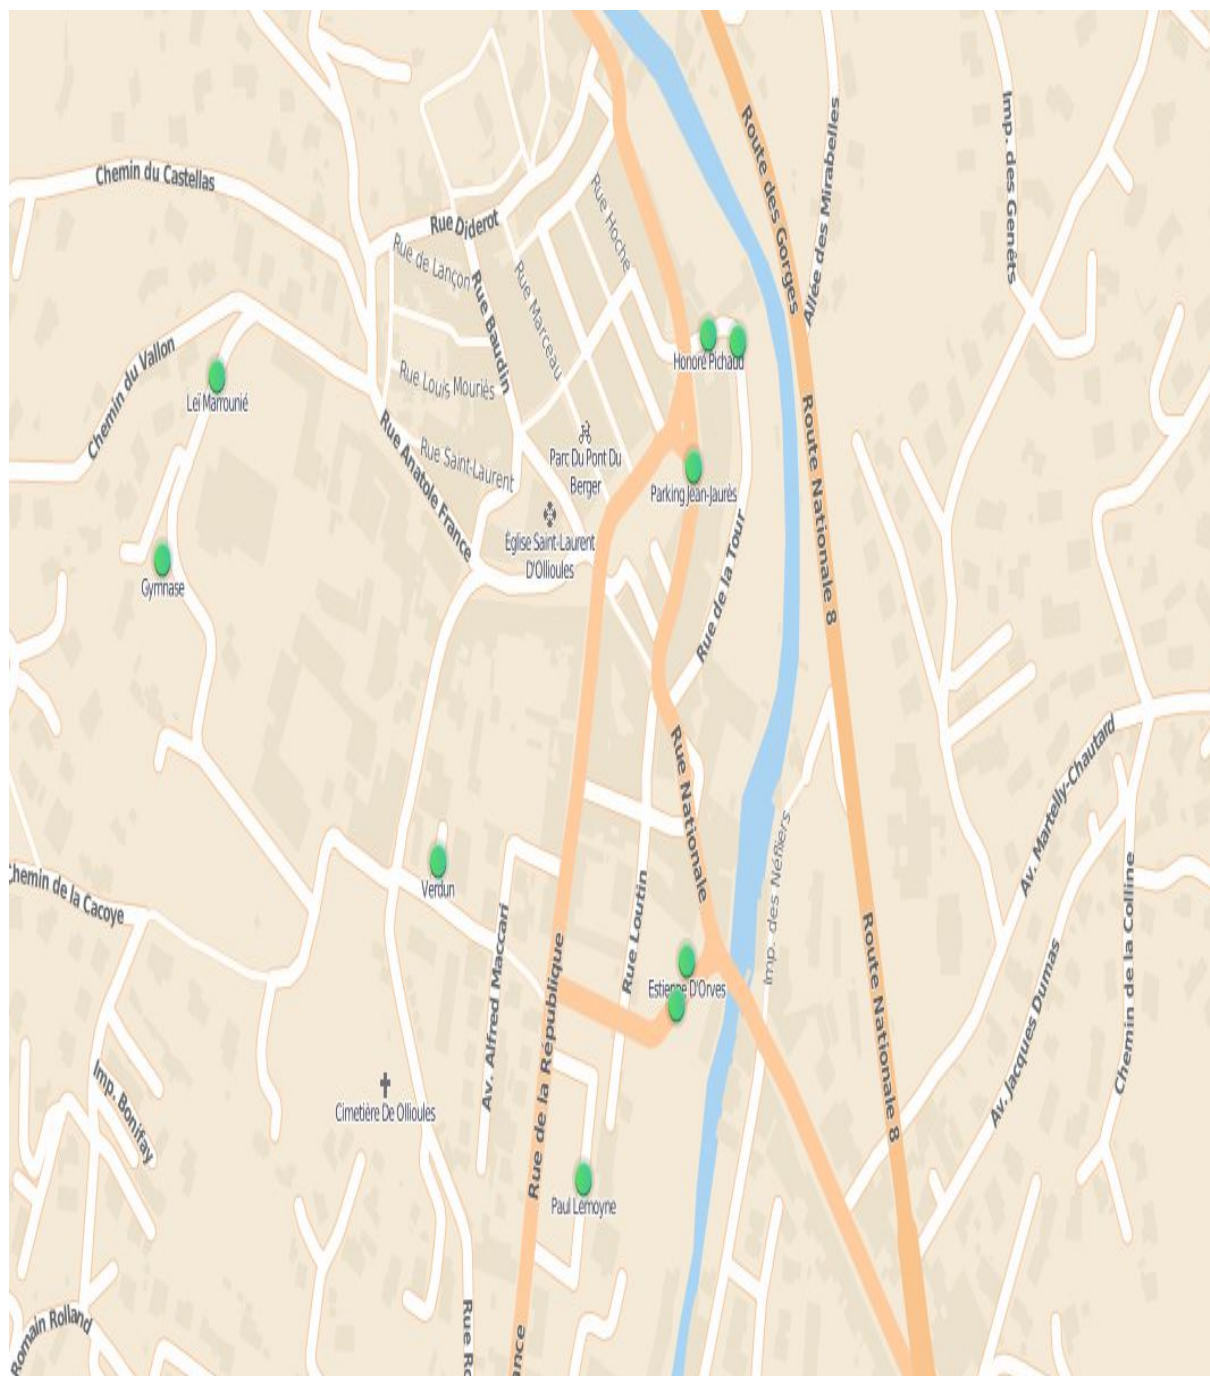 Route des Gorges
Allée des Mirabelles
Imp. des Genêts
Chemin du Castellas
Rue Hoche
Rue Diderot
Rue de Lançon
Rue Baudin
Rue Marceau
Chemin du Vallon
Honoré Pichaud
Rue Louis Mouriès
Leï Marrounié
Rue Anatole France
Rue Saint-Laurent
Parc Du Pont Du
Berger
Parking Jean-Jaurès
Route Nationale 8
Église Saint-Laurent
D'Ollioules
Gymnase
Rue de la Tour
Rue Nationale
Av. Martelly-Chautard
Imp. des Néfliers
Verdun
Chemin de la Cacoye
Rue Loutin
Av. Alfred Maccari
Rue de la République
Estienne D'Orves
Route Nationale 8
Av. Jacques Dumas
Chemin de la Colline
Imp. Bonifay
Cimetière De Ollioules
Paul Lemoyne
Romain Rolland
Rue Ro
ance